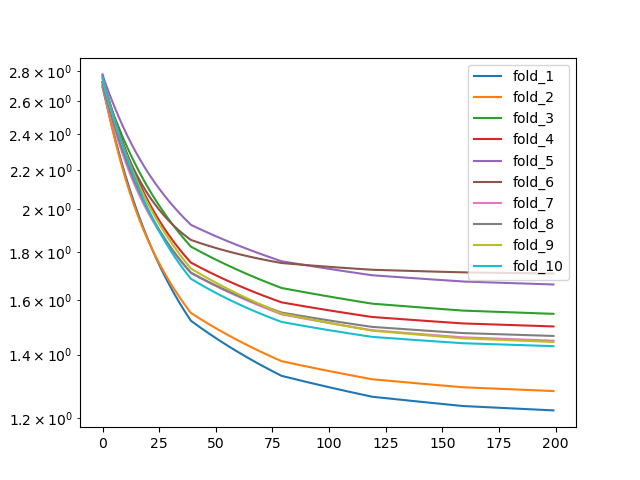 2.8 × 10⁰
2.6 × 10⁰
2.4 × 10⁰
2.2 × 10⁰
2 × 10⁰
1.8 × 10⁰
1.6 × 10⁰
1.4 × 10⁰
1.2 × 10⁰
0 25 50 75 100 125 150 175 200
fold_1
fold_2
fold_3
fold_4
fold_5
fold_6
fold_7
fold_8
fold_9
fold_10